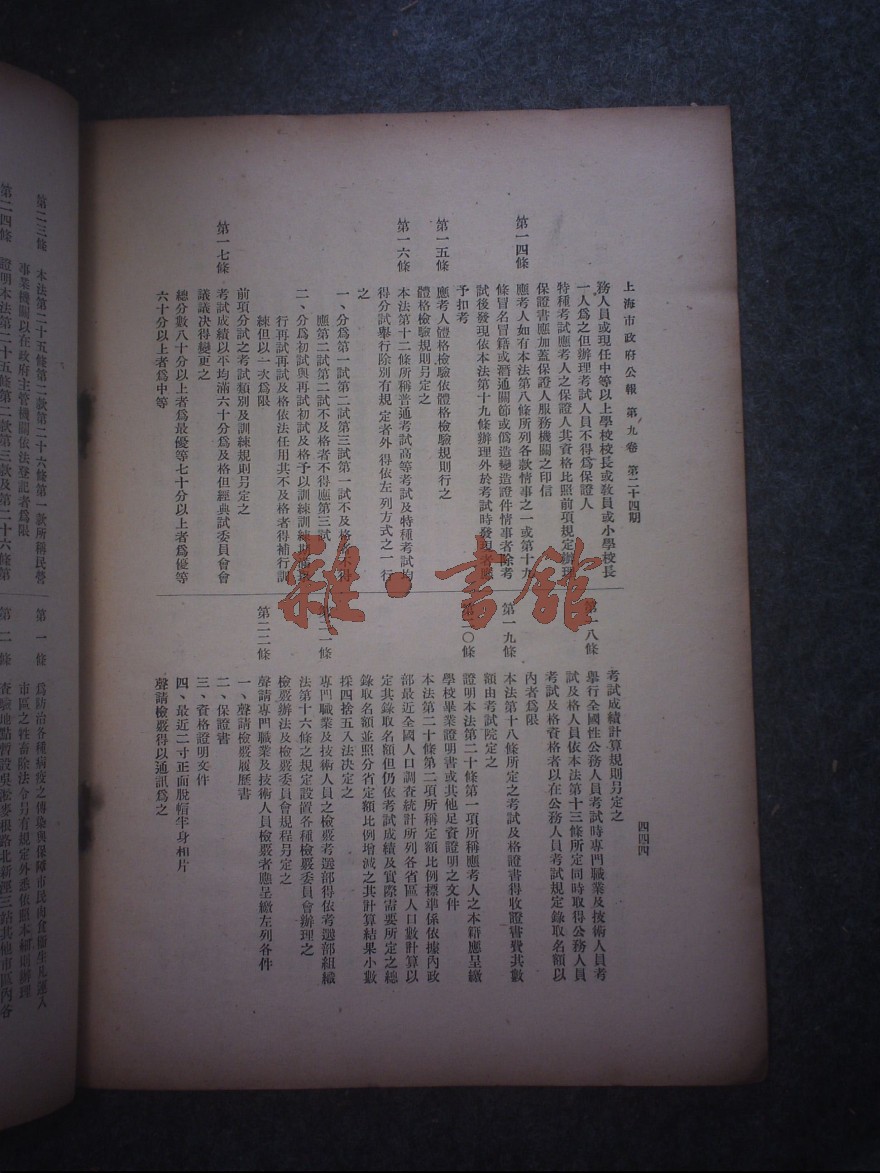 上海市政府公報 第九卷 第二十四期
四四四
務人員或現任中等以上學校校長或敎員或小學校長
一人爲之但辦理考試人員不得爲保證人
特種考試應考人之保證人其資格比照前項規定辦理
保證書應加蓋保證人服務機關之印信
第一四條 應考人如有本法第八條所列各款情事之一或第十九
條冒名冒籍或潛通關節或僞造變造證件情事者除考
試後發現依本法第十九條辦理外於考試時發現者應
予扣考
第一五條 應考人體格檢驗依體格檢驗規則行之
體格檢驗規則另定之
第一六條 本法第十二條所稱普通考試高等考試及特種考試均
得分試舉行除別有規定者外得依左列方式之一行
之
一、分爲第一試第二試第三試第一試不及格者不得
應第二試第二試不及格者不得應第三試
二、分爲初試與再試初試及格予以訓練訓練期滿舉
行再試再試及格依法任用其不及格者得補行訓
練但以一次爲限
前項分試之考試類別及訓練規則另定之
第一七條 考試成績以平均滿六十分爲及格但經典試委員會會
議議決得變更之
總分數八十分以上者爲最優等七十分以上者爲優等
六十分以上者爲中等
考試成績計算規則另定之
第一八條 舉行全國性公務人員考試時專門職業及技術人員考
試及格人員依本法第十三條所定同時取得公務人員
考試及格資格者以在公務人員考試規定錄取名額以
內者爲限
第一九條 本法第十八條所定之考試及格證書得收證書費其數
額由考試院定之
第二〇條 證明本法第二十條第一項所稱應考人之本籍應呈繳
學校畢業證明書或其他足資證明之文件
本法第二十條第二項所稱定額比例標準係依據內政
部最近全國人口調查統計所列各省區人口數計算以
定其錄取名額但仍依考試成績及實際需要所定之總
錄取名額並照分省定額比例增減之其計算結果小數
採四捨五入法決定之
第二一條 專門職業及技術人員之檢覈考選部得依考選部組織
法第十六條之規定設置各種檢覈委員會辦理之
檢覈辦法及檢覈委員會規程另定之
第二二條 聲請專門職業及技術人員檢覈者應呈繳左列各件
一、聲請檢覈履歷書
二、保證書
三、資格證明文件
四、最近二寸正面脫帽半身相片
聲請檢覈得以通訊爲之
第二三條 本法第二十五條第二款第二十六條第一款所稱民營
事業機關以在政府主管機關依法登記者爲限
第二四條 證明本法第二十五條第二款第三款及第二十六條第
第一條 爲防治各種病疫之傳染與保障市民肉食衛生凡運入
市區之牲畜除法令另有規定外悉依照本細則辦理
第二條 查驗地點暫設吳淞麥根路北新涇三站其他市區內各
雜·書館